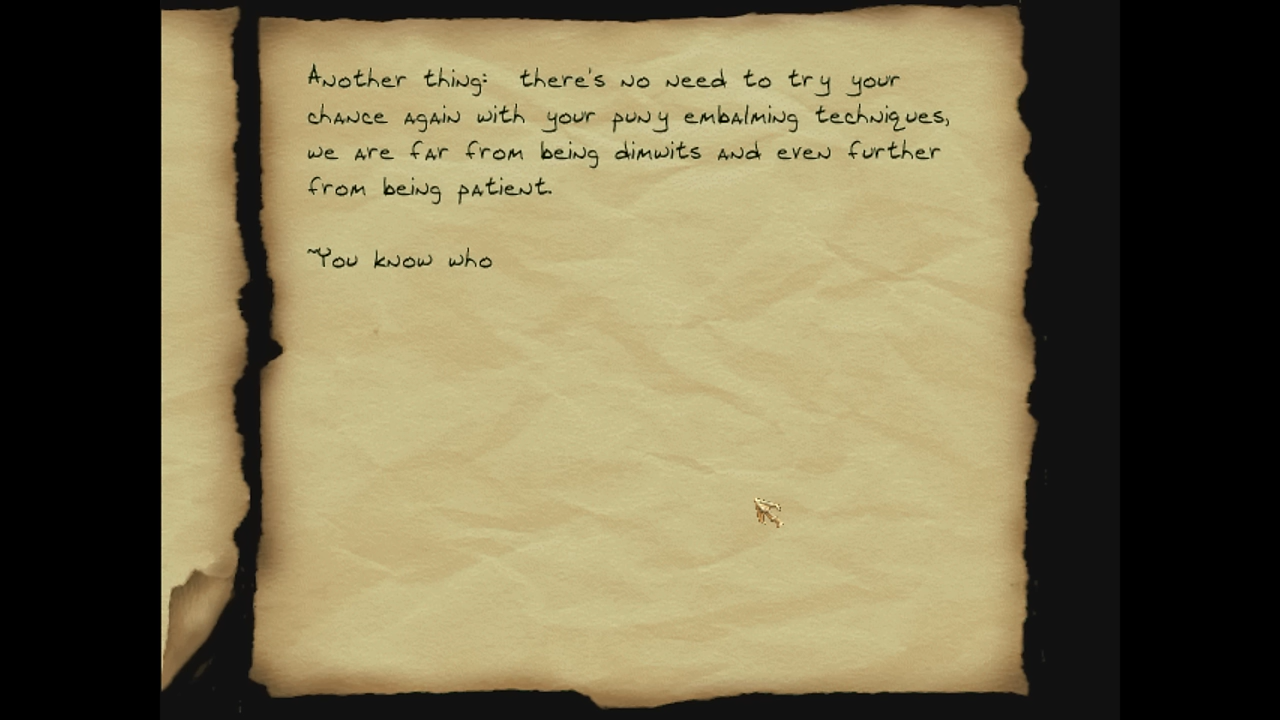 Another thing:  there's no need to try your
chance again with your puny embalming techniques,
we are far from being dimwits and even further
from being patient.
~You know who